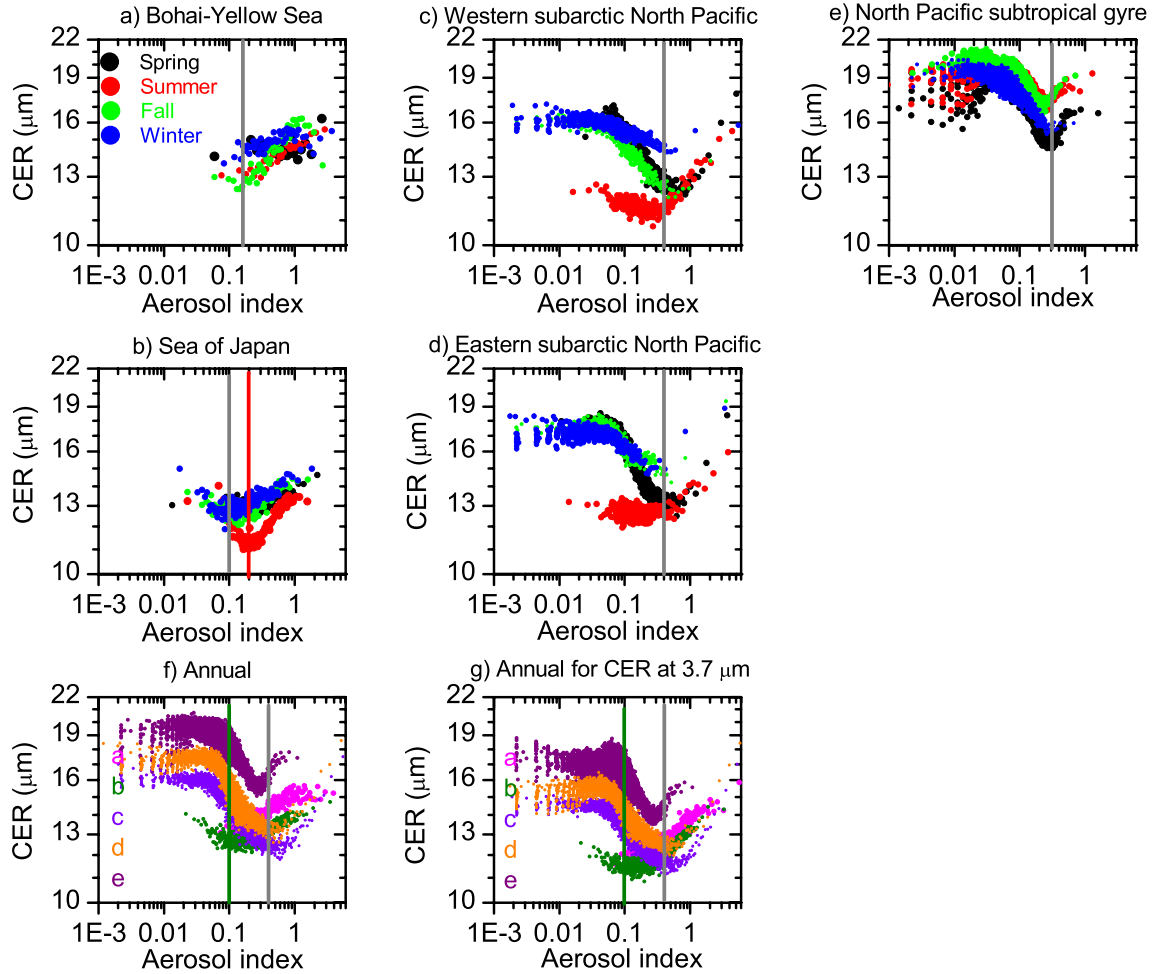 a) Bohai-Yellow Sea
22
19
16
13
10
CER (μm)
Spring
Summer
Fall
Winter
1E-3 0.01 0.1 1
Aerosol index
c) Western subarctic North Pacific
22
19
16
13
10
CER (μm)
1E-3 0.01 0.1 1
Aerosol index
e) North Pacific subtropical gyre
22
19
16
13
10
CER (μm)
1E-3 0.01 0.1 1
Aerosol index
b) Sea of Japan
22
19
16
13
10
CER (μm)
1E-3 0.01 0.1 1
Aerosol index
d) Eastern subarctic North Pacific
22
19
16
13
10
CER (μm)
1E-3 0.01 0.1 1
Aerosol index
f) Annual
22
19
16
13
10
CER (μm)
a
b
c
d
e
1E-3 0.01 0.1 1
Aerosol index
g) Annual for CER at 3.7 μm
22
19
16
13
10
CER (μm)
a
b
c
d
e
1E-3 0.01 0.1 1
Aerosol index